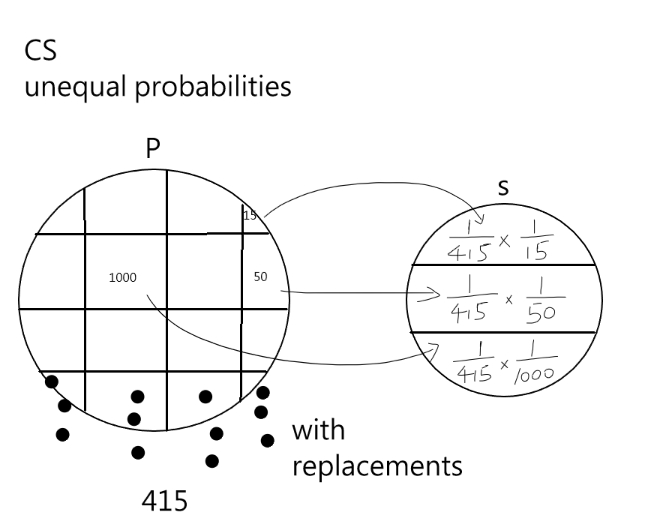 CS
unequal probabilities
P
s
15
1000
50
1/415 × 1/15
1/415 × 1/50
1/415 × 1/1000
with
replacements
415